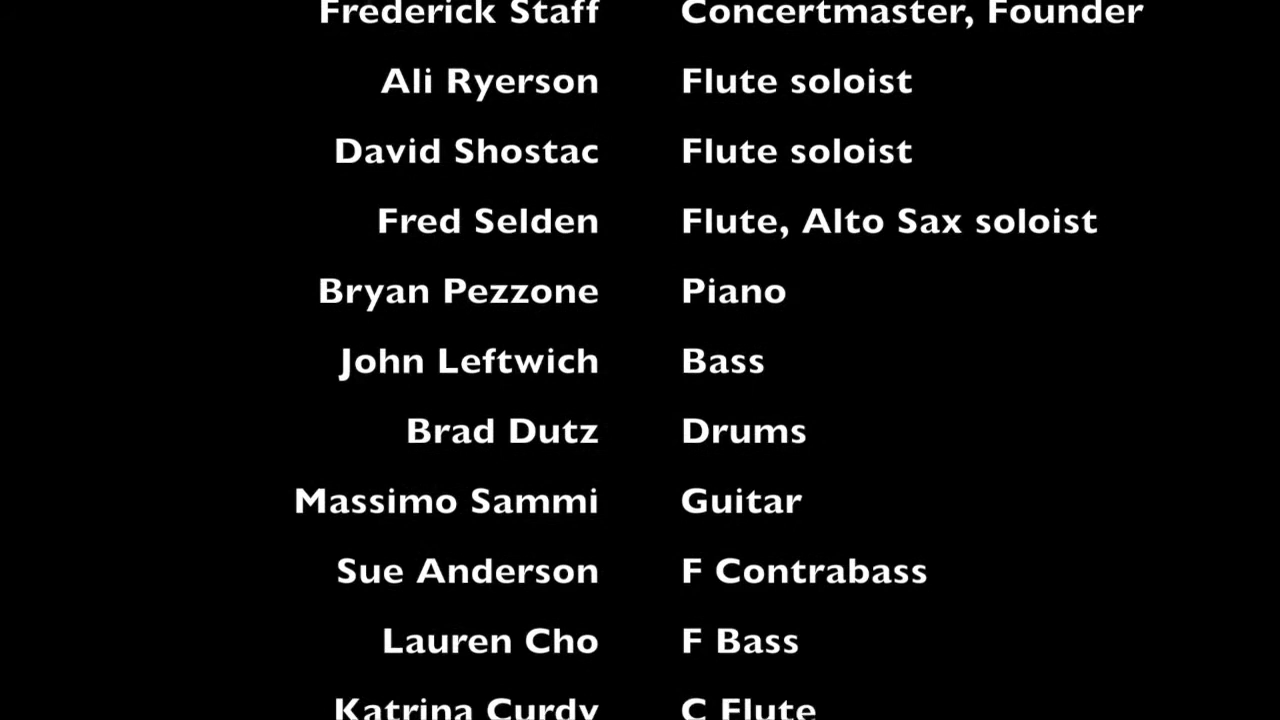 Frederick Staff Concertmaster, Founder
Ali Ryerson Flute soloist
David Shostac Flute soloist
Fred Selden Flute, Alto Sax soloist
Bryan Pezzone Piano
John Leftwich Bass
Brad Dutz Drums
Massimo Sammi Guitar
Sue Anderson F Contrabass
Lauren Cho F Bass
Katrina Curdy C Flute